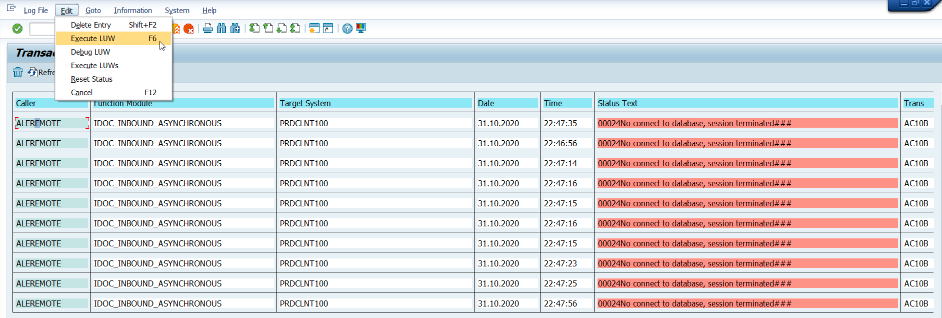 Log File Edit Goto Information System Help
Delete Entry Shift+F2
Execute LUW F6
Debug LUW
Execute LUWs
Reset Status
Cancel F12
Transac
Refre
Caller Function Module Target System Date Time Status Text Trans
ALEREMOTE IDOC_INBOUND_ASYNCHRONOUS PRDCLNT100 31.10.2020 22:47:35 00024No connect to database, session terminated### AC10B
ALEREMOTE IDOC_INBOUND_ASYNCHRONOUS PRDCLNT100 31.10.2020 22:46:56 00024No connect to database, session terminated### AC10B
ALEREMOTE IDOC_INBOUND_ASYNCHRONOUS PRDCLNT100 31.10.2020 22:47:14 00024No connect to database, session terminated### AC10B
ALEREMOTE IDOC_INBOUND_ASYNCHRONOUS PRDCLNT100 31.10.2020 22:47:16 00024No connect to database, session terminated### AC10B
ALEREMOTE IDOC_INBOUND_ASYNCHRONOUS PRDCLNT100 31.10.2020 22:47:15 00024No connect to database, session terminated### AC10B
ALEREMOTE IDOC_INBOUND_ASYNCHRONOUS PRDCLNT100 31.10.2020 22:47:16 00024No connect to database, session terminated### AC10B
ALEREMOTE IDOC_INBOUND_ASYNCHRONOUS PRDCLNT100 31.10.2020 22:47:15 00024No connect to database, session terminated### AC10B
ALEREMOTE IDOC_INBOUND_ASYNCHRONOUS PRDCLNT100 31.10.2020 22:47:23 00024No connect to database, session terminated### AC10B
ALEREMOTE IDOC_INBOUND_ASYNCHRONOUS PRDCLNT100 31.10.2020 22:47:25 00024No connect to database, session terminated### AC10B
ALEREMOTE IDOC_INBOUND_ASYNCHRONOUS PRDCLNT100 31.10.2020 22:47:56 00024No connect to database, session terminated### AC10B